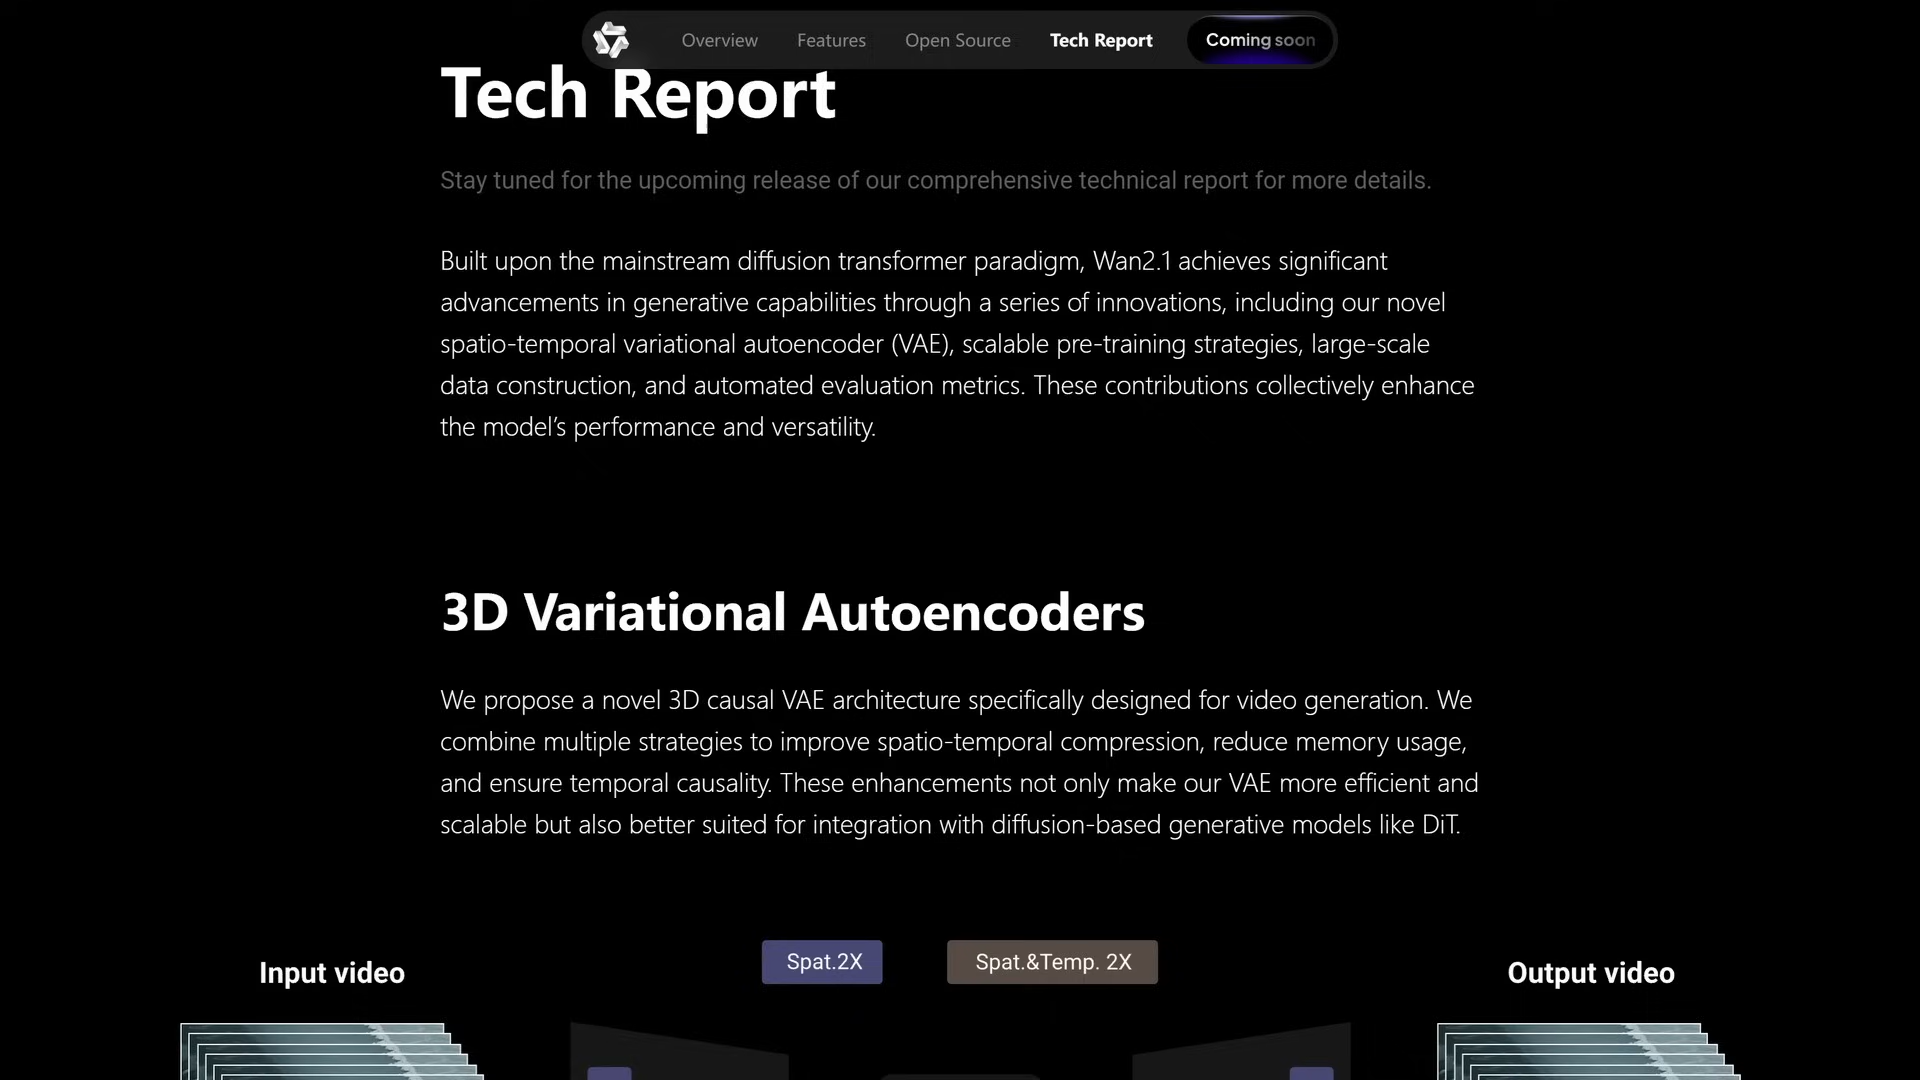 Overview Features Open Source Tech Report Coming soon
Tech Report
Stay tuned for the upcoming release of our comprehensive technical report for more details.
Built upon the mainstream diffusion transformer paradigm, Wan2.1 achieves significant
advancements in generative capabilities through a series of innovations, including our novel
spatio-temporal variational autoencoder (VAE), scalable pre-training strategies, large-scale
data construction, and automated evaluation metrics. These contributions collectively enhance
the model’s performance and versatility.
3D Variational Autoencoders
We propose a novel 3D causal VAE architecture specifically designed for video generation. We
combine multiple strategies to improve spatio-temporal compression, reduce memory usage,
and ensure temporal causality. These enhancements not only make our VAE more efficient and
scalable but also better suited for integration with diffusion-based generative models like DiT.
Spat.2X Spat.&Temp. 2X
Input video Output video